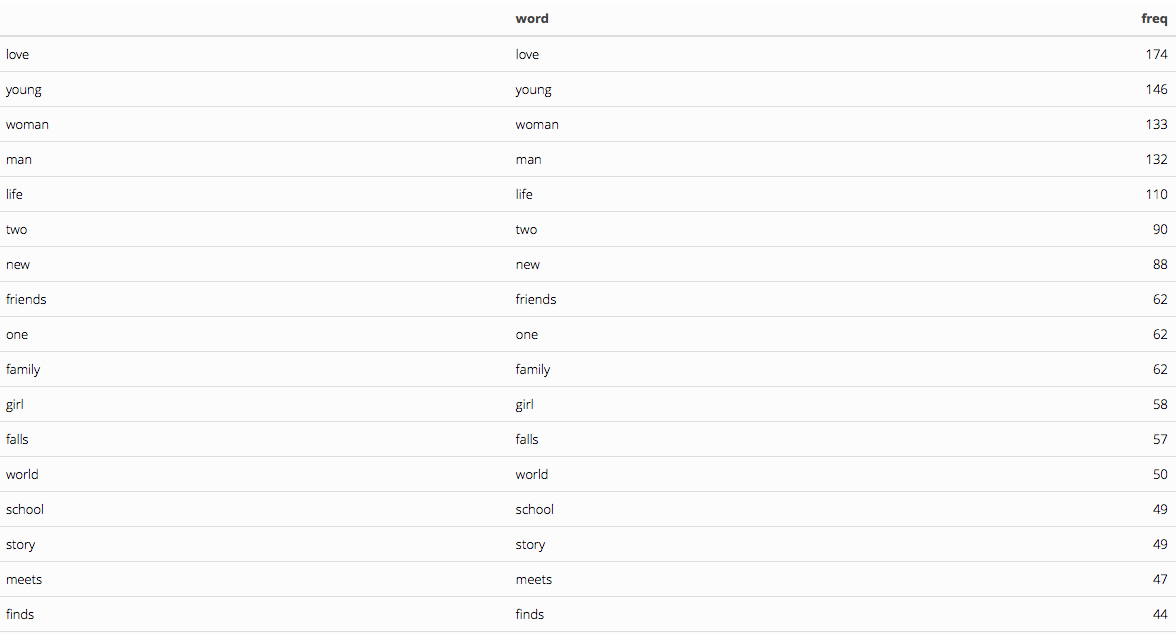 word freq
love love 174
young young 146
woman woman 133
man man 132
life life 110
two two 90
new new 88
friends friends 62
one one 62
family family 62
girl girl 58
falls falls 57
world world 50
school school 49
story story 49
meets meets 47
finds finds 44